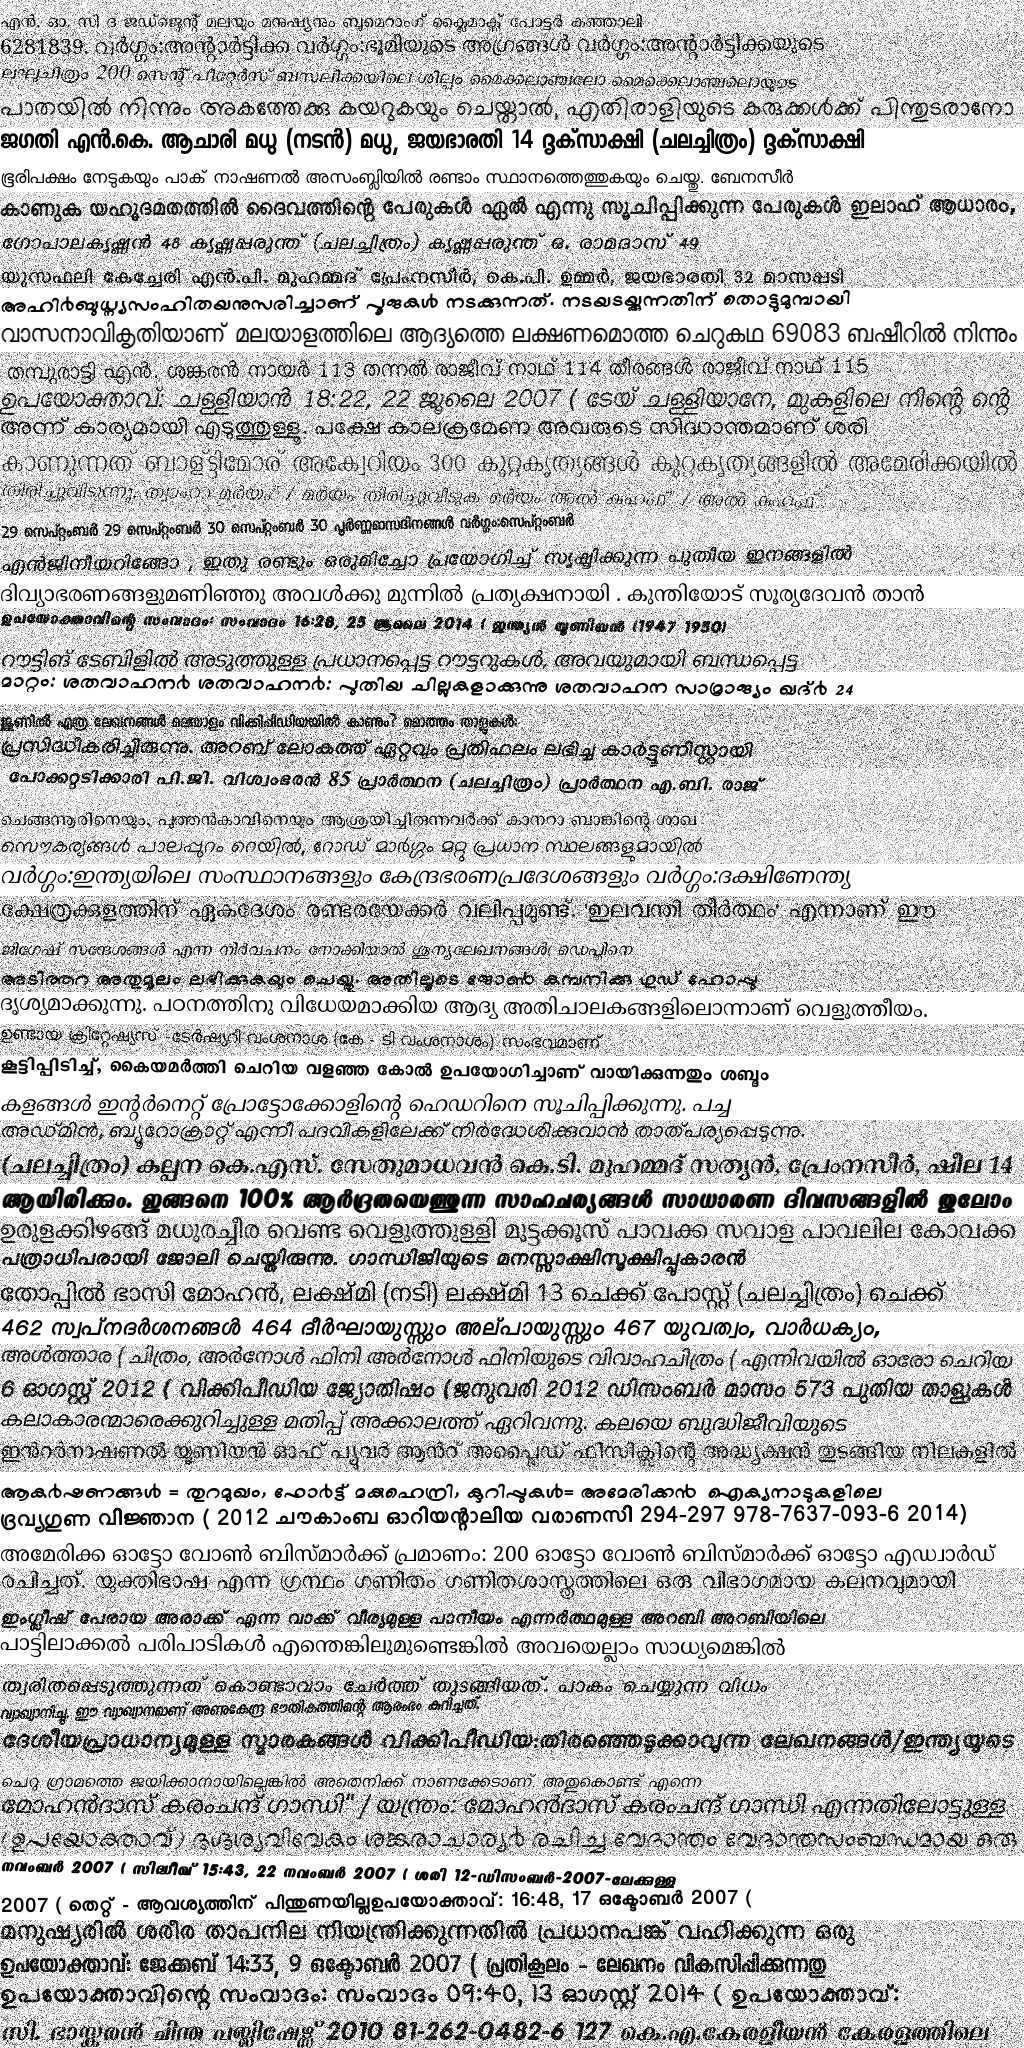 എൻ. ഓ. സി ദ ജഡ്ജ്മെന്റ് മലയും മനുഷ്യനും ബൂമെറാംഗ് ക്ലൈമാക്സ് പോട്ടർ കഞ്ഞാലി
6281839. വർഗ്ഗം:അന്റാർട്ടിക്ക വർഗ്ഗം:ഭൂമിയുടെ അഗ്രങ്ങൾ വർഗ്ഗം:അന്റാർട്ടിക്കയുടെ
ലഘുചിത്രം 200 സെന്റ് പീറ്റേർസ് ബസലിക്കയിലെ ശില്പം മൈക്കലാഞ്ചലോ മൈക്കെലാഞ്ചലൊയുടെ
പാതയിൽ നിന്നും അകത്തേക്കു കയറുകയും ചെയ്താൽ, എതിരാളിയുടെ കരുക്കൾക്ക് പിന്തുടരാനോ
ജഗതി എൻ.കെ. ആചാരി മധു (നടൻ) മധു, ജയഭാരതി 14 ദൃക്‌സാക്ഷി (ചലച്ചിത്രം) ദൃക്‌സാക്ഷി
ഭൂരിപക്ഷം നേടുകയും പാക് നാഷണൽ അസംബ്ലിയിൽ രണ്ടാം സ്ഥാനത്തെത്തുകയും ചെയ്തു. ബേനസീർ
കാണുക യഹൂദമതത്തിൽ ദൈവത്തിന്റെ പേരുകൾ ഏൽ എന്നു സൂചിപ്പിക്കുന്ന പേരുകൾ ഇലാഹ് ആധാരം,
ഗോപാലകൃഷ്ണൻ 48 കൃഷ്ണപ്പരുന്ത് (ചലച്ചിത്രം) കൃഷ്ണപ്പരുന്ത് ഒ. രാമദാസ് 49
യുസഫലി കേച്ചേരി എൻ.പി. മുഹമ്മദ് പ്രേംനസീർ, കെ.പി. ഉമ്മർ, ജയഭാരതി 32 മാസപ്പടി
അഹിർബുധ്ന്യസംഹിതയനുസരിച്ചാണ് പൂജകൾ നടക്കുന്നത്. നടയടയ്ക്കുന്നതിന് തൊട്ടുമുമ്പായി
വാസനാവികൃതിയാണ് മലയാളത്തിലെ ആദ്യത്തെ ലക്ഷണമൊത്ത ചെറുകഥ 69083 ബഷീറിൽ നിന്നും
തമ്പുരാട്ടി എൻ. ശങ്കരൻ നായർ 113 തന്നൽ രാജീവ് നാഥ് 114 തീരങ്ങൾ രാജീവ് നാഥ് 115
ഉപയോക്താവ്: ചള്ളിയാൻ 18:22, 22 ജൂലൈ 2007 ( ടേയ് ചള്ളിയാനേ, മുകളിലെ നിന്റെ ന്റെ
അന്ന് കാര്യമായി എടുത്തുള്ളൂ. പക്ഷേ കാലക്രമേണ അവരുടെ സിദ്ധാന്തമാണ് ശരി
കാണുന്നത് ബാള്‍ട്ടിമോര് അക്വേറിയം 300 കുറ്റകൃത്യങ്ങൾ കുറ്റകൃത്യങ്ങളിൽ അമേരിക്കയിൽ
തിരിച്ചുവിടുന്നു. ത്വാഹാ മർയം" / മർയം തിരിച്ചുവിടുക മർയം അൽ കഹഫ്" / അൽ കഹഫ്
29 സെപ്റ്റംബർ 29 സെപ്റ്റംബർ 30 സെപ്റ്റംബർ 30 പൂർണ്ണമാസദിനങ്ങൾ വർഗ്ഗം:സെപ്റ്റംബർ
എൻജിനീയറിങ്ങോ , ഇതു രണ്ടും ഒരുമിച്ചോ പ്രയോഗിച്ച് സൃഷ്ടിക്കുന്ന പുതിയ ഇനങ്ങളിൽ
ദിവ്യാഭരണങ്ങളുമണിഞ്ഞു അവൾക്കു മുന്നിൽ പ്രത്യക്ഷനായി . കുന്തിയോട് സൂര്യദേവൻ താൻ
ഉപയോക്താവിന്റെ സംവാദം: സംവാദം 16:28, 25 ജൂലൈ 2014 ( ഇന്ത്യൻ യൂണിയൻ (1947 1950)
റൗട്ടിങ് ടേബിളിൽ അടുത്തുള്ള പ്രധാനപ്പെട്ട റൗട്ടറുകൾ, അവയുമായി ബന്ധപ്പെട്ട
മാറ്റം: ശതവാഹനർ ശതവാഹനർ: പുതിയ ചില്ലുകളാക്കുന്നു ശതവാഹന സാമ്രാജ്യം ഖദ്ർ 24
ജൂണിൽ എത്ര ലേഖനങ്ങൾ മലയാളം വിക്കിപീഡിയയിൽ കാണും? മൊത്തം താളുകൾ:
പ്രസിദ്ധീകരിച്ചിരുന്നു. അറബ് ലോകത്ത് ഏറ്റവും പ്രതിഫലം ലഭിച്ച കാർട്ടൂണിസ്റ്റായി
പോക്കറ്റടിക്കാരി പി.ജി. വിശ്വംഭരൻ 85 പ്രാർത്ഥന (ചലച്ചിത്രം) പ്രാർത്ഥന എ.ബി. രാജ്
ചെങ്ങന്നൂരിനെയും, പുത്തൻകാവിനെയും ആശ്രയിച്ചിരുന്നവർക്ക് കാനറാ ബാങ്കിന്റെ ശാഖ
സൌകര്യങ്ങൾ പാലപ്പുറം റെയിൽ, റോഡ് മാർഗ്ഗം മറ്റു പ്രധാന സ്ഥലങ്ങളുമായിൽ
വർഗ്ഗം:ഇന്ത്യയിലെ സംസ്ഥാനങ്ങളും കേന്ദ്രഭരണപ്രദേശങ്ങളും വർഗ്ഗം:ദക്ഷിണേന്ത്യ
ക്ഷേത്രക്കുളത്തിന് ഏകദേശം രണ്ടരയേക്കർ വലിപ്പമുണ്ട്. 'ഇലവന്തി തീർത്ഥം' എന്നാണ് ഈ
ജിഗേഷ് സന്ദേശങ്ങൾ എന്ന നിർവചനം നോക്കിയാൽ ശൂന്യലേഖനങ്ങൾ( ഡെപ്പിനെ
അടിത്തറ അതുമൂലം ലഭിക്കുകയും ചെയ്തു. അതിലൂടെ യോൺ കമ്പനിക്കു ഗുഡ് ഹോപ്പു
ദൃശ്യമാക്കുന്നു. പഠനത്തിനു വിധേയമാക്കിയ ആദ്യ അതിചാലകങ്ങളിലൊന്നാണ് വെളുത്തീയം.
ഉണ്ടായ ക്രിറ്റേഷ്യസ് -ടേർഷ്യറി വംശനാശ (കേ - ടി വംശനാശം) സംഭവമാണ്
കൂട്ടിപ്പിടിച്ച്, കൈയമർത്തി ചെറിയ വളഞ്ഞ കോൽ ഉപയോഗിച്ചാണ് വായിക്കുന്നതും ശബ്ദം
കളങ്ങൾ ഇന്റർനെറ്റ് പ്രോട്ടോക്കോളിന്റെ ഹെഡറിനെ സൂചിപ്പിക്കുന്നു. പച്ച
അഡ്മിൻ, ബ്യൂറോക്രാറ്റ് എന്നീ പദവികളിലേക്ക് നിർദ്ധേശിക്കുവാൻ താത്പര്യപ്പെടുന്നു.
(ചലച്ചിത്രം) കല്പന കെ.എസ്. സേതുമാധവൻ കെ.ടി. മുഹമ്മദ് സത്യൻ, പ്രേംനസീർ, ഷീല 14
ആയിരിക്കും. ഇങ്ങനെ 100% ആർദ്രതയെത്തുന്ന സാഹചര്യങ്ങൾ സാധാരണ ദിവസങ്ങളിൽ ഭൂലോം
ഉരുളക്കിഴങ്ങ് മധുരച്ചീര വെണ്ട വെളുത്തുള്ളി മുട്ടക്കൂസ് പാവക്ക സവാള പാവലില കോവക്ക
പത്രാധിപരായി ജോലി ചെയ്തിരുന്നു. ഗാന്ധിജിയുടെ മനസ്സാക്ഷിസൂക്ഷിപ്പുകാരൻ
തോപ്പിൽ ഭാസി മോഹൻ, ലക്ഷ്മി (നടി) ലക്ഷ്മി 13 ചെക്ക് പോസ്റ്റ് (ചലച്ചിത്രം) ചെക്ക്
462 സ്വപ്നദർശനങ്ങൾ 464 ദീർഘായുസ്സും അല്പായുസ്സും 467 യുവത്വം, വാർധക്യം,
അൾത്താര ( ചിത്രം, അർനോൾ ഫിനി അർനോൾ ഫിനിയുടെ വിവാഹചിത്രം ( എന്നിവയിൽ ഓരോ ചെറിയ
6 ഓഗസ്റ്റ് 2012 ( വിക്കിപീഡിയ ജ്യോതിഷം (ജനുവരി 2012 ഡിസംബർ മാസം 573 പുതിയ താളുകൾ
കലാകാരന്മാരെക്കുറിച്ചുള്ള മതിപ്പ് അക്കാലത്ത് ഏറിവന്നു. കലയെ ബുദ്ധിജീവിയുടെ
ഇൻറർനാഷണൽ യൂണിയൻ ഓഫ് പ്യുവർ ആൻറ് അപ്ലൈഡ് ഫിസിക്സിന്റെ അദ്ധ്യക്ഷൻ തുടങ്ങിയ നിലകളിൽ
ആകർഷണങ്ങൾ = തുറമുഖം, ഫോർട്ട് മക്ഹെന്രി, കുറിപ്പുകൾ= അമേരിക്കൻ ഐക്യനാടുകളിലെ
ദ്രവ്യഗുണ വിജ്ഞാന ( 2012 ചൗകാംബ ഓറിയന്റാലിയ വരാണസി 294-297 978-7637-093-6 2014)
അമേരിക്ക ഓട്ടോ വോൺ ബിസ്മാർക്ക് പ്രമാണം: 200 ഓട്ടോ വോൺ ബിസ്മാർക്ക് ഓട്ടോ എഡ്വാർഡ്
രചിച്ചത്. യുക്തിഭാഷ എന്ന ഗ്രന്ഥം ഗണിതം ഗണിതശാസ്ത്രത്തിലെ ഒരു വിഭാഗമായ കലനവുമായി
ഇംഗ്ലീഷ് പേരായ അരാക്ക് എന്ന വാക്ക് വീര്യമുള്ള പാനീയം എന്നർത്ഥമുള്ള അറബി അറബിയിലെ
പാട്ടിലാക്കൽ പരിപാടികൾ എന്തെങ്കിലുമുണ്ടെങ്കിൽ അവയെല്ലാം സാധ്യമെങ്കിൽ
ത്വരിതപ്പെടുത്തുന്നത് കൊണ്ടാവാം ചേർത്ത് തുടങ്ങിയത്. പാകം ചെയ്യുന്ന വിധം
വ്യാഖ്യാനിച്ചു. ഈ വ്യാഖ്യാനമാണ് അണുകേന്ദ്ര ഭൗതികത്തിന്റെ ആരംഭം കുറിച്ചത്.
ദേശീയപ്രാധാന്യമുള്ള സ്മാരകങ്ങൾ വിക്കിപീഡിയ:തിരഞ്ഞെടുക്കാവുന്ന ലേഖനങ്ങൾ/ഇന്ത്യയുടെ
ചെറു ഗ്രാമത്തെ ജയിക്കാനായില്ലെങ്കിൽ അതെനിക്ക് നാണക്കേടാണ്. അതുകൊണ്ട് എന്നെ
മോഹൻദാസ് കരംചന്ദ് ഗാന്ധി" / യന്ത്രം: മോഹൻദാസ് കരംചന്ദ് ഗാന്ധി എന്നതിലോട്ടുള്ള
(ഉപയോക്താവ്) ദൃഗ്ദൃശ്യവിവേകം ശങ്കരാചാര്യർ രചിച്ച വേദാന്തം വേദാന്തസംബന്ധമായ ഒരു
നവംബർ 2007 ( സിദ്ധീഖ് 15:43, 22 നവംബർ 2007 ( ശരി 12-ഡിസംബർ-2007-ലേക്കുള്ള
2007 ( തെറ്റ് - ആവശ്യത്തിന് പിന്തുണയില്ലഉപയോക്താവ്: 16:48, 17 ഒക്ടോബർ 2007 (
മനുഷ്യരിൽ ശരീര താപനില നിയന്ത്രിക്കുന്നതിൽ പ്രധാനപങ്ക് വഹിക്കുന്ന ഒരു
ഉപയോക്താവ്: ജേക്കബ് 14:33, 9 ഒക്ടോബർ 2007 ( പ്രതികൂലം - ലേഖനം വികസിപ്പിക്കുന്നതു
ഉപയോക്താവിന്റെ സംവാദം: സംവാദം 09:40, 13 ഓഗസ്റ്റ് 2014 ( ഉപയോക്താവ്:
സി. ഭാസ്ക്കരൻ ചിന്ത പബ്ലിഷേഴ്സ് 2010 81-262-0482-6 127 കെ.എ.കേരളീയൻ കേരളത്തിലെ